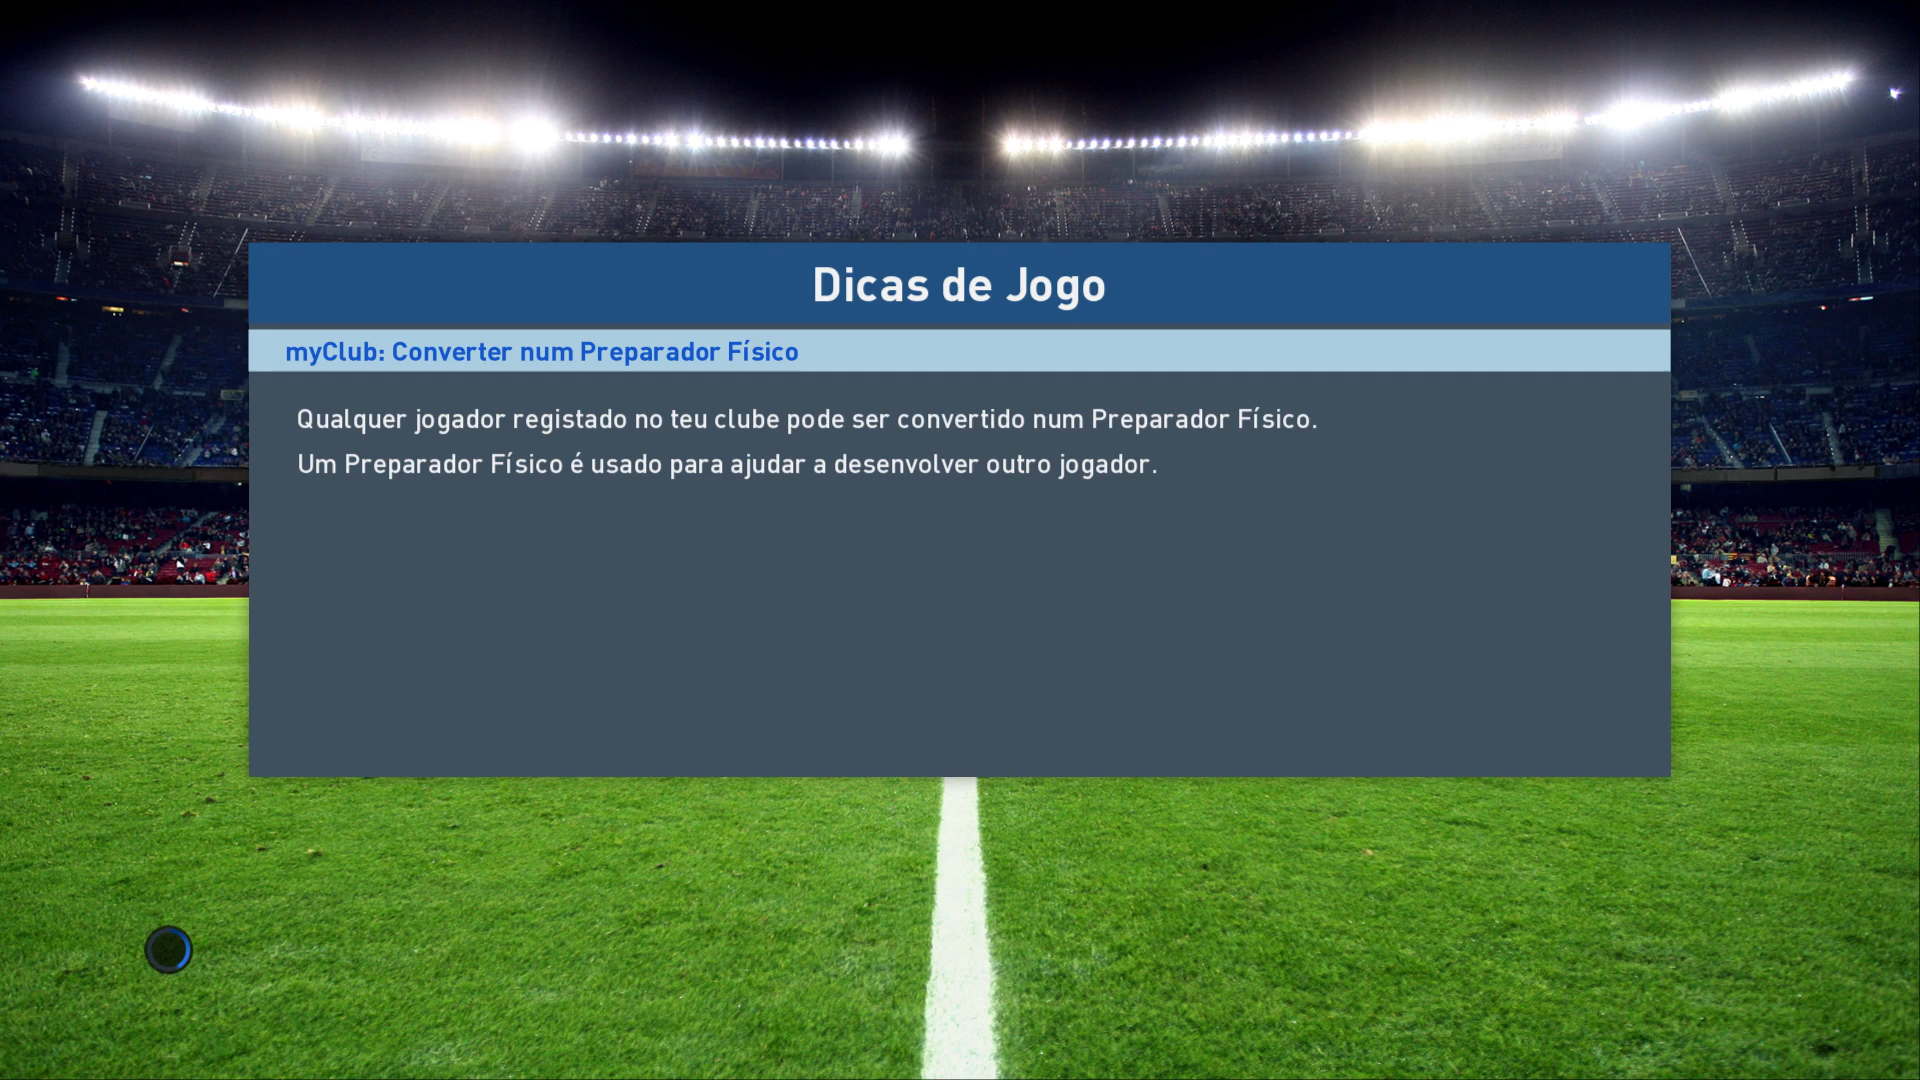 Dicas de Jogo
myClub: Converter num Preparador Físico
Qualquer jogador registado no teu clube pode ser convertido num Preparador Físico.
Um Preparador Físico é usado para ajudar a desenvolver outro jogador.